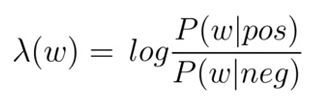 λ(w) = log P(w|pos) / P(w|neg)